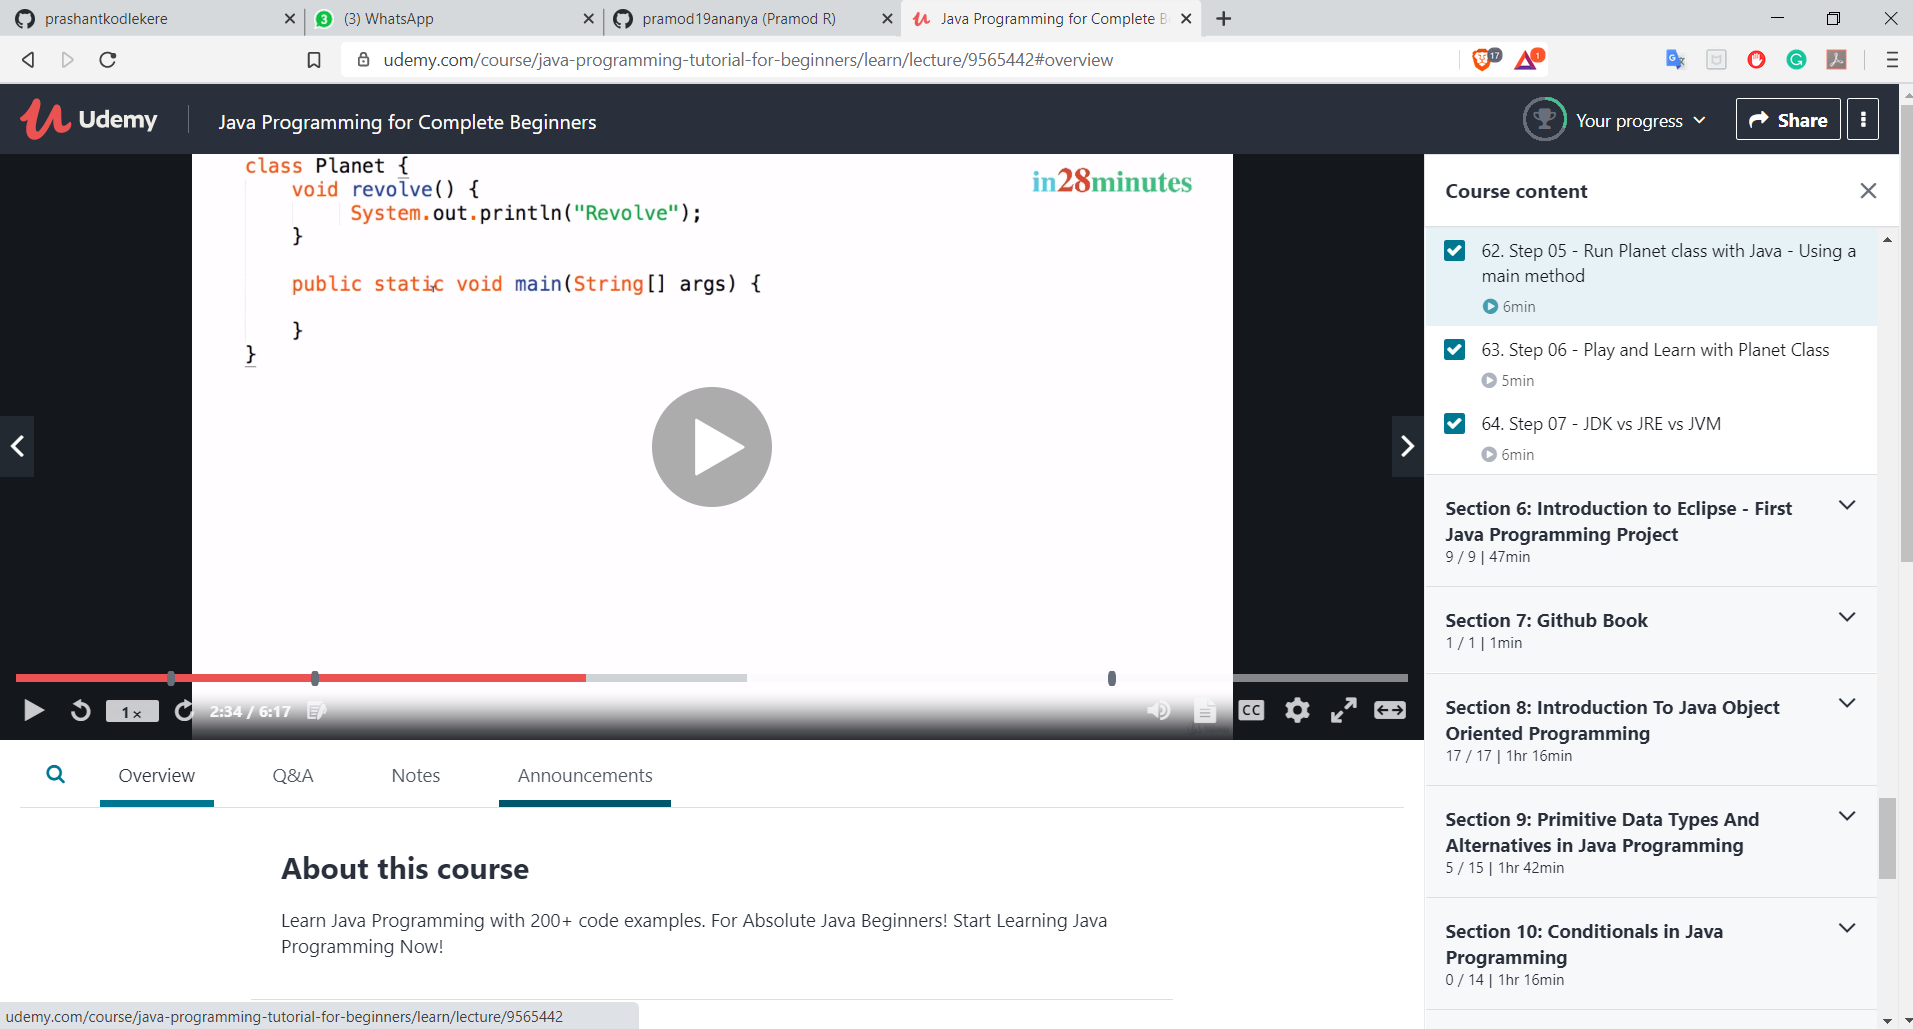 prashantkodlekere
3
(3) WhatsApp
pramod19ananya (Pramod R)
Java Programming for Complete B
udemy.com/course/java-programming-tutorial-for-beginners/learn/lecture/9565442#overview
17
1
Udemy
Java Programming for Complete Beginners
Your progress
Share
class Planet {
void revolve() {
System.out.println("Revolve");
}
public static void main(String[] args) {
}
}
in28minutes
1x
2:34 / 6:17
CC
Course content
62. Step 05 - Run Planet class with Java - Using a
main method
6min
63. Step 06 - Play and Learn with Planet Class
5min
64. Step 07 - JDK vs JRE vs JVM
6min
Section 6: Introduction to Eclipse - First
Java Programming Project
9 / 9 | 47min
Section 7: Github Book
1 / 1 | 1min
Section 8: Introduction To Java Object
Oriented Programming
17 / 17 | 1hr 16min
Section 9: Primitive Data Types And
Alternatives in Java Programming
5 / 15 | 1hr 42min
Section 10: Conditionals in Java
Programming
0 / 14 | 1hr 16min
Overview
Q&A
Notes
Announcements
About this course
Learn Java Programming with 200+ code examples. For Absolute Java Beginners! Start Learning Java
Programming Now!
udemy.com/course/java-programming-tutorial-for-beginners/learn/lecture/9565442